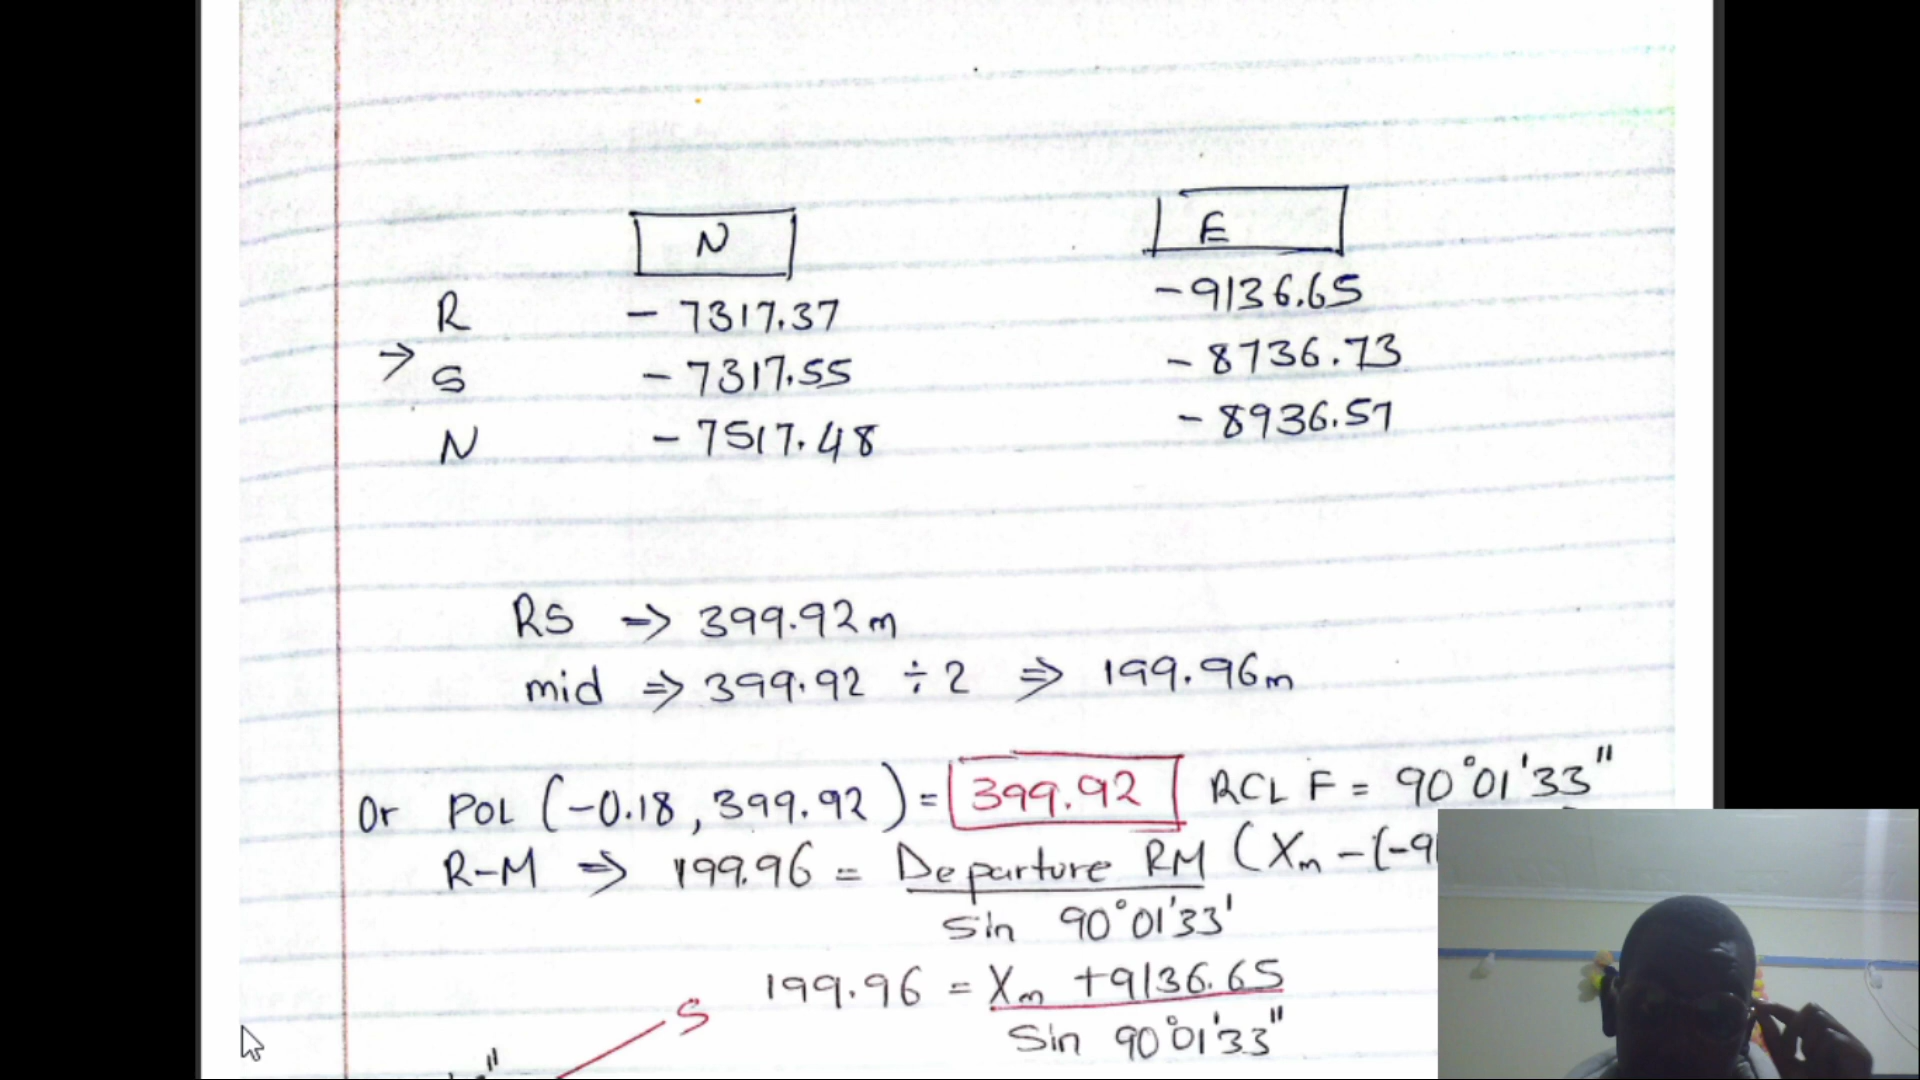 N E
R - 7317.37 -9136.65
→ S - 7317.55 - 8736.73
N - 7517.48 - 8936.57
RS ⇒ 399.92m
mid ⇒ 399.92 ÷ 2 ⇒ 199.96m
Or POL (-0.18, 399.92) = 399.92 RCL F = 90°01'33"
R-M ⇒ 199.96 = Departure RM (Xm - (-9
Sin 90°01'33'
199.96 = Xm +9136.65
Sin 90°01'33"
S
"